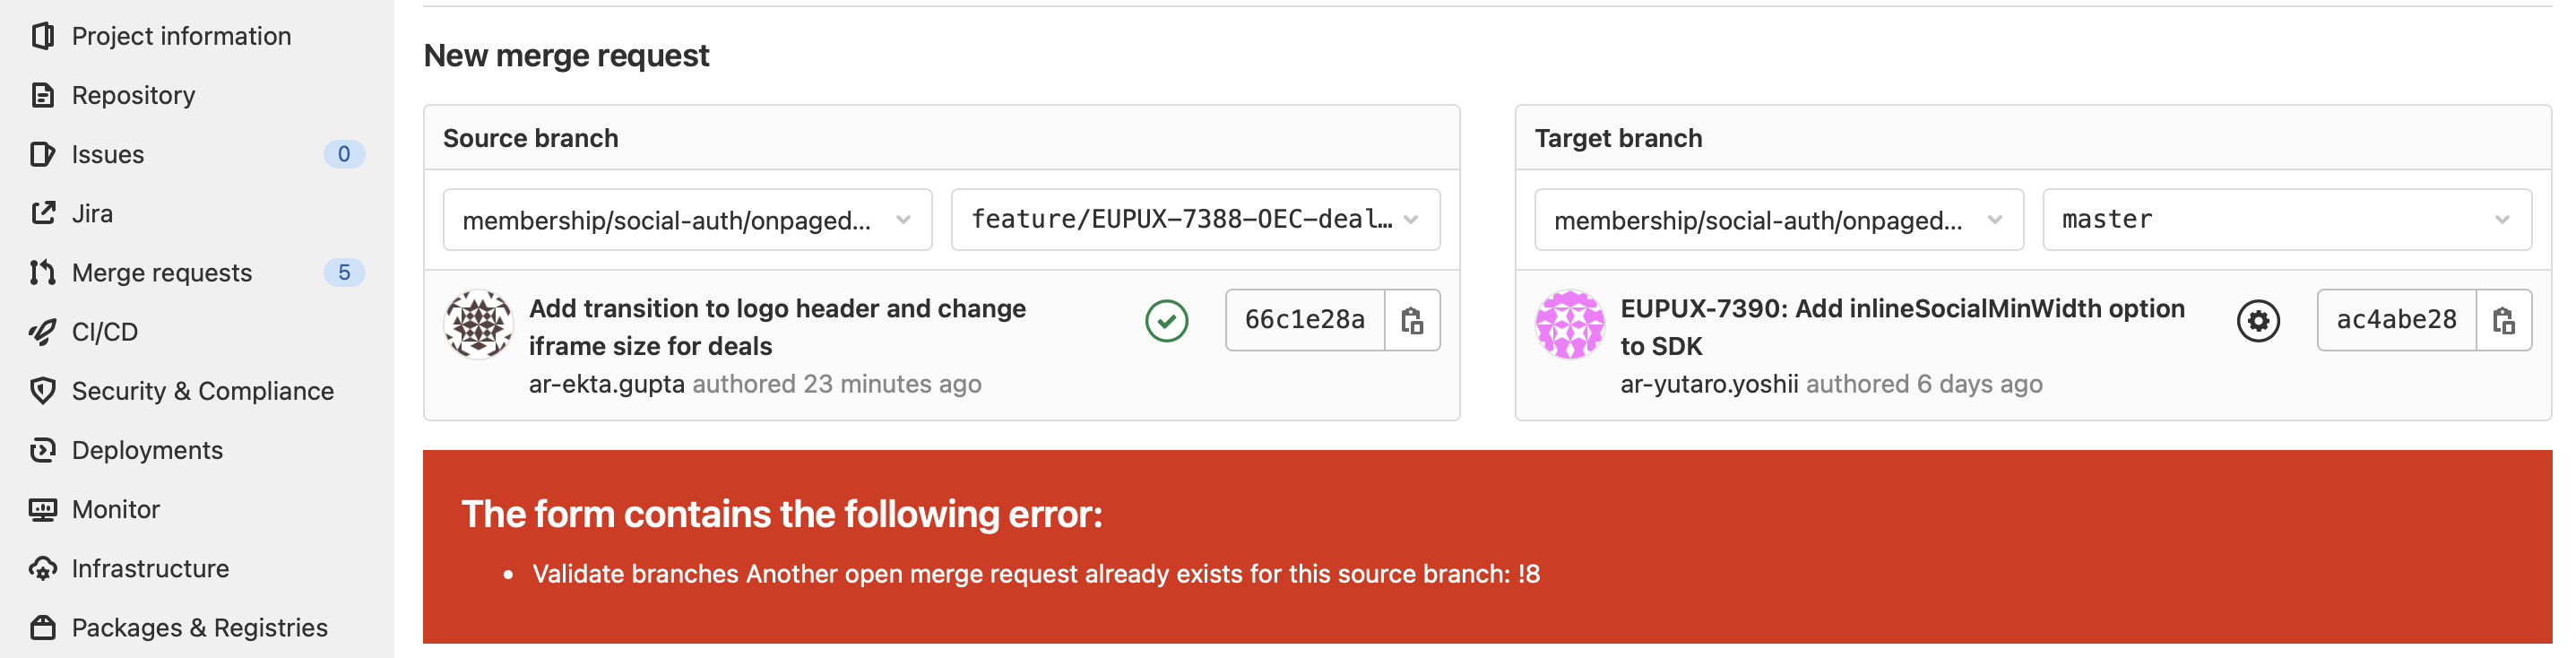 Project information
Repository
Issues 0
Jira
Merge requests 5
CI/CD
Security & Compliance
Deployments
Monitor
Infrastructure
Packages & Registries
New merge request
Source branch
membership/social-auth/onpaged...
feature/EUPUX-7388-OEC-deal...
Add transition to logo header and change
iframe size for deals
ar-ekta.gupta authored 23 minutes ago
66c1e28a
Target branch
membership/social-auth/onpaged...
master
EUPUX-7390: Add inlineSocialMinWidth option
to SDK
ar-yutaro.yoshii authored 6 days ago
ac4abe28
The form contains the following error:
• Validate branches Another open merge request already exists for this source branch: !8